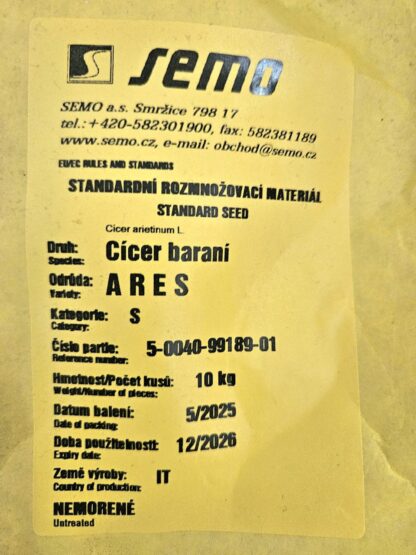 semo
SEMO a.s. Smržice 798 17
tel.:+420-582301900, fax: 582381189
www.semo.cz, e-mail: obchod@semo.cz
EU/EC RULES AND STANDARDS
STANDARDNÍ ROZMNOŽOVACÍ MATERIÁL
STANDARD SEED
Cicer arietinum L.
Druh: Cícer baraní
Species:
Odrůda: ARES
Variety:
Kategorie: S
Category:
Číslo partie: 5-0040-99189-01
Reference number:
Hmotnost/Počet kusů: 10 kg
Weight/Number of pieces:
Datum balení: 5/2025
Date of packing:
Doba použitelnosti: 12/2026
Expiry date:
Země výroby: IT
Country of production:
NEMOŘENÉ
Untreated